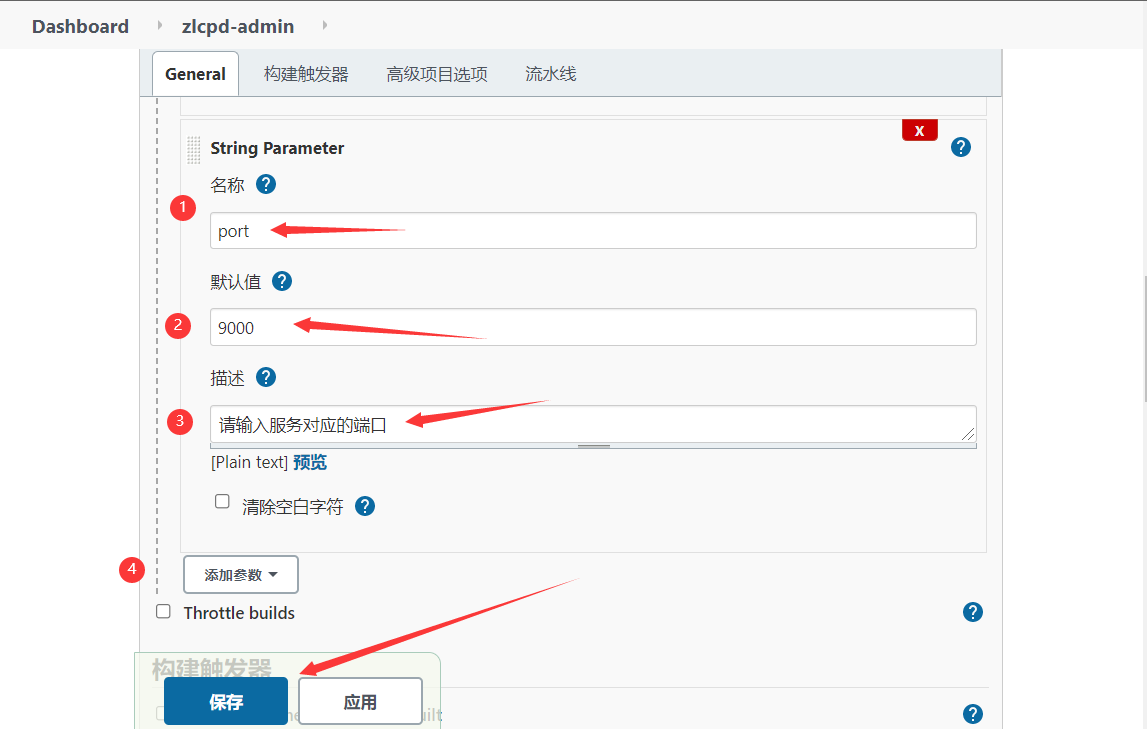 Dashboard zlcpd-admin
General 构建触发器 高级项目选项 流水线
X
String Parameter ?
名称 ?
1
port
默认值 ?
2
9000
描述 ?
3
请输入服务对应的端口
[Plain text] 预览
清除空白字符 ?
4
添加参数
Throttle builds ?
构建触发器
保存 应用
?